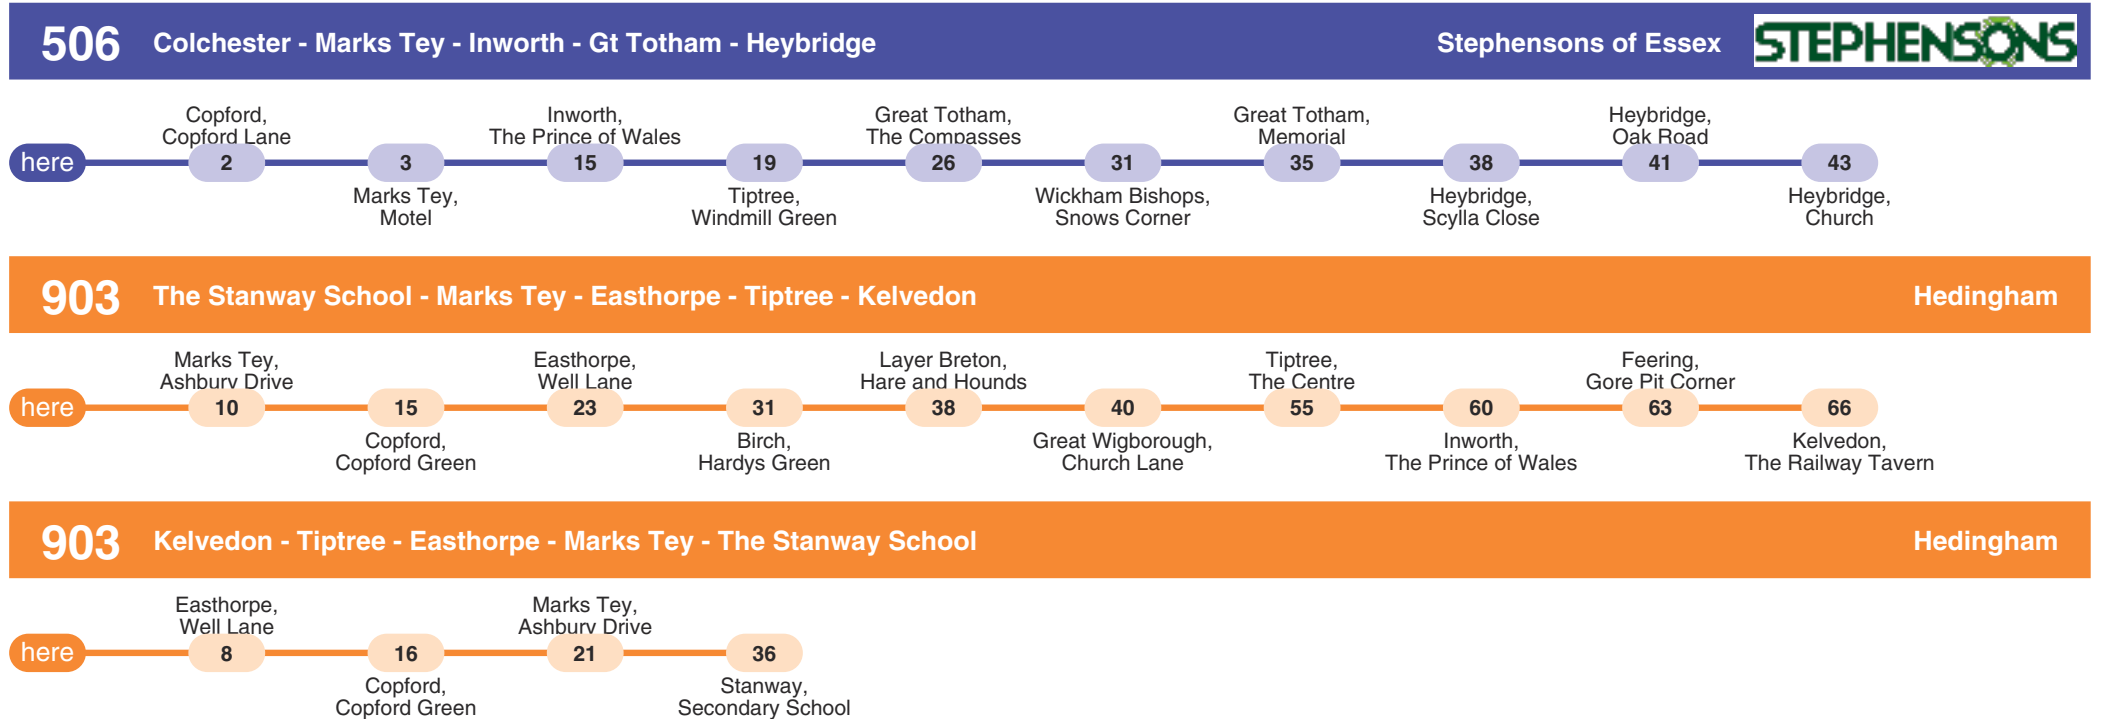 506 Colchester - Marks Tey - Inworth - Gt Totham - Heybridge Stephensons of Essex STEPHENSONS
Copford,
Copford Lane
Inworth,
The Prince of Wales
Great Totham,
The Compasses
Great Totham,
Memorial
Heybridge,
Oak Road
here 2 3 15 19 26 31 35 38 41 43
Marks Tey,
Motel
Tiptree,
Windmill Green
Wickham Bishops,
Snows Corner
Heybridge,
Scylla Close
Heybridge,
Church
903 The Stanway School - Marks Tey - Easthorpe - Tiptree - Kelvedon Hedingham
Marks Tey,
Ashbury Drive
Easthorpe,
Well Lane
Layer Breton,
Hare and Hounds
Tiptree,
The Centre
Feering,
Gore Pit Corner
here 10 15 23 31 38 40 55 60 63 66
Copford,
Copford Green
Birch,
Hardys Green
Great Wigborough,
Church Lane
Inworth,
The Prince of Wales
Kelvedon,
The Railway Tavern
903 Kelvedon - Tiptree - Easthorpe - Marks Tey - The Stanway School Hedingham
Easthorpe,
Well Lane
Marks Tey,
Ashbury Drive
here 8 16 21 36
Copford,
Copford Green
Stanway,
Secondary School